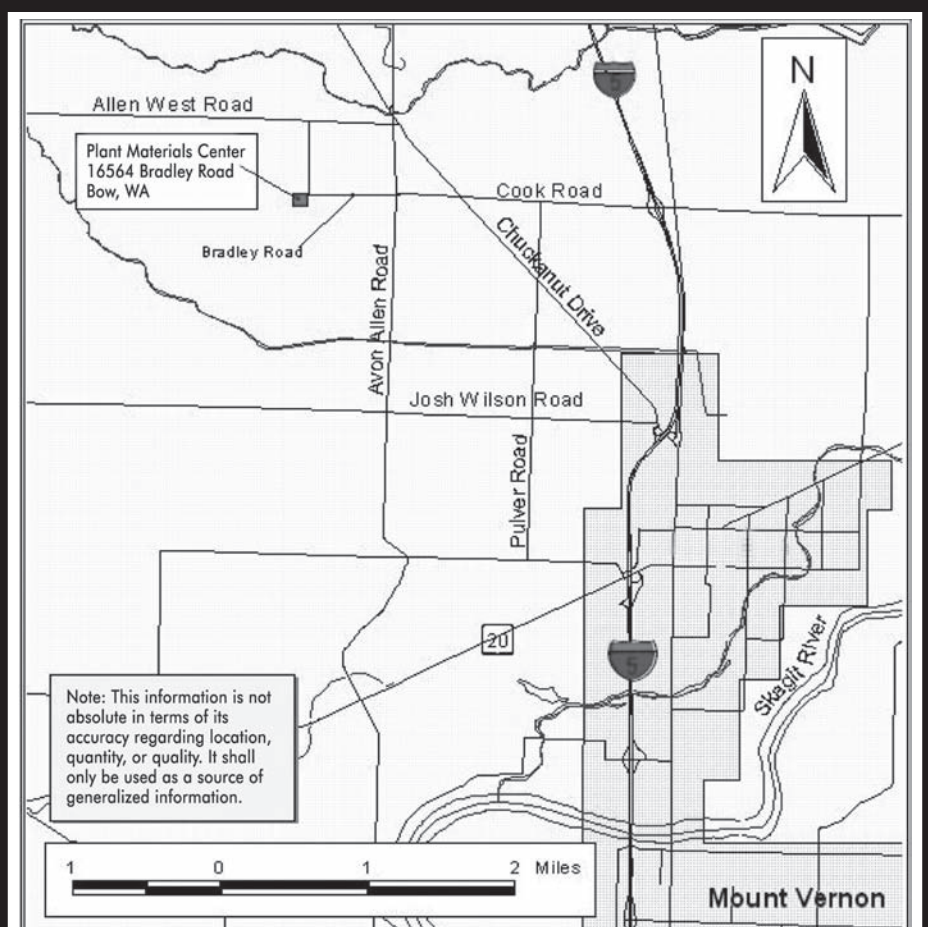 N
5
Allen West Road
Plant Materials Center
16564 Bradley Road
Bow, WA
Cook Road
Bradley Road
Chuckanut Drive
Avon Allen Road
Josh Wilson Road
Pulver Road
20
5
Skagit River
Note: This information is not
absolute in terms of its
accuracy regarding location,
quantity, or quality. It shall
only be used as a source of
generalized information.
1 0 1 2 Miles
Mount Vernon